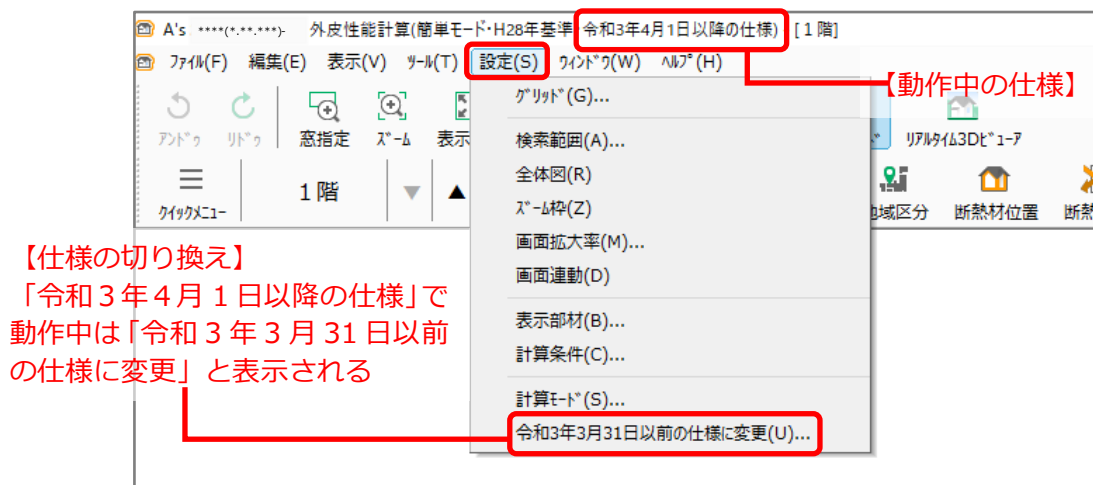 A's ****(*.**.***)- 外皮性能計算(簡単モード・H28年基準 令和3年4月1日以降の仕様) [1階]
ファイル(F) 編集(E) 表示(V) ツール(T) 設定(S) ウィンドウ(W) ヘルプ(H)
【動作中の仕様】
グリッド(G)...
検索範囲(A)...
全体図(R)
ズーム枠(Z)
画面拡大率(M)...
画面連動(D)
表示部材(B)...
計算条件(C)...
計算モード(S)...
令和3年3月31日以前の仕様に変更(U)...
アンドゥ リドゥ 窓指定 ズーム 表示 リアルタイム3Dビューア
クイックメニュー 1階 ▼ ▲ 地域区分 断熱材位置 断熱
【仕様の切り換え】
「令和３年４月１日以降の仕様」で
動作中は「令和 3 年 3 月 31 日以前
の仕様に変更」と表示される